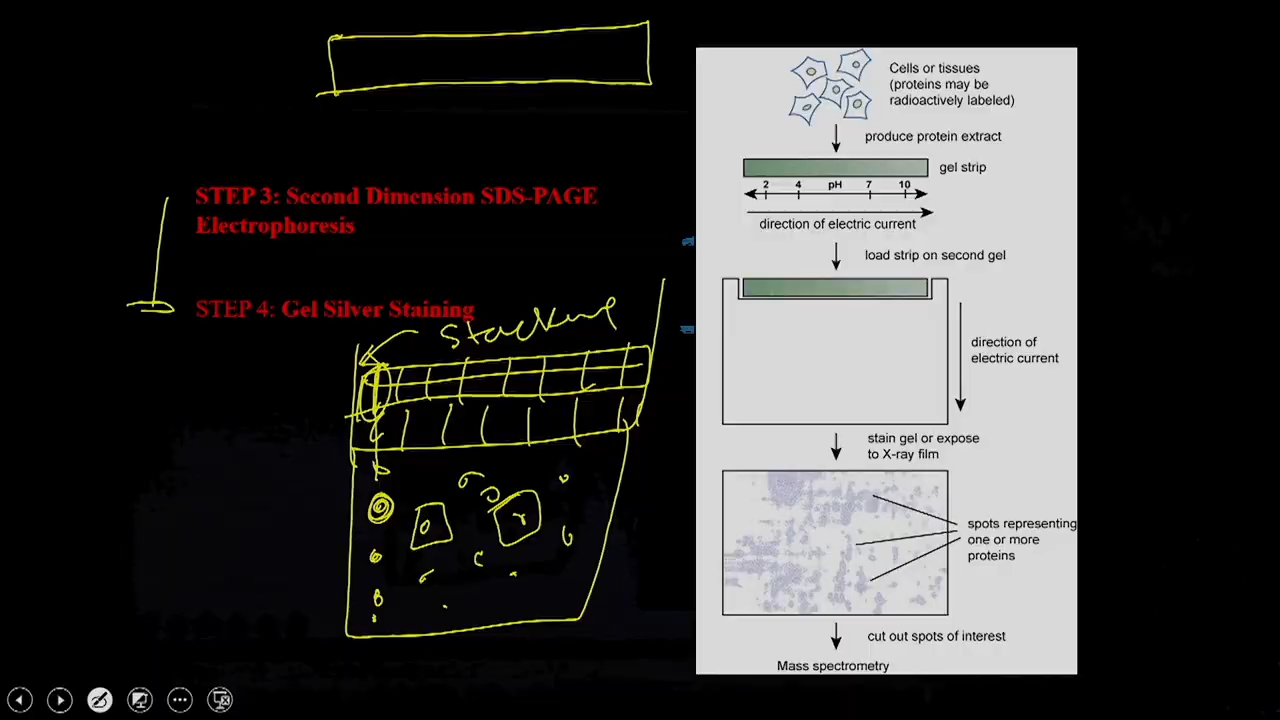 STEP 3: Second Dimension SDS-PAGE
Electrophoresis
STEP 4: Gel Silver Staining
stacking
Cells or tissues
(proteins may be
radioactively labeled)
produce protein extract
gel strip
2 4 pH 7 10
direction of electric current
load strip on second gel
direction of
electric current
stain gel or expose
to X-ray film
spots representing
one or more
proteins
cut out spots of interest
Mass spectrometry